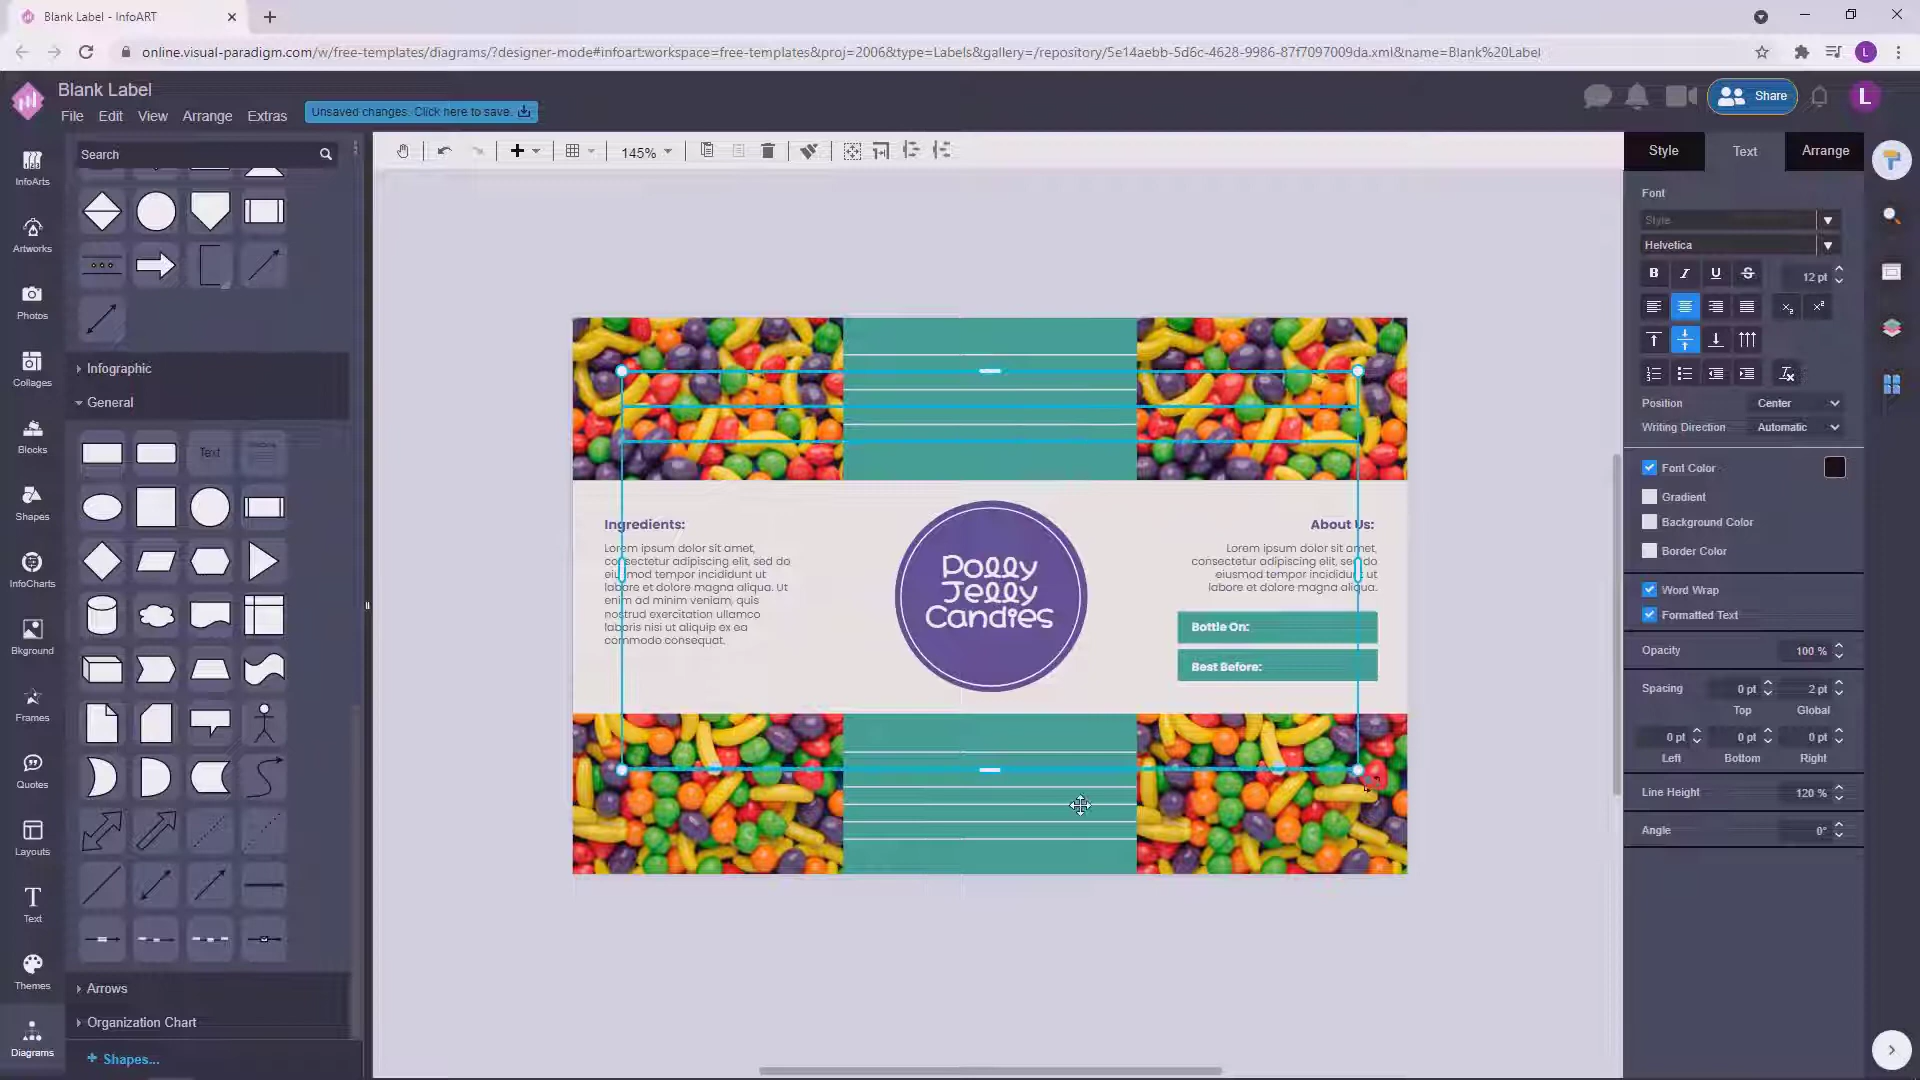 Blank Label - InfoART
online.visual-paradigm.com/w/free-templates/diagrams/?designer-mode#infoart:workspace=free-templates&proj=2006&type=Labels&gallery=/repository/5e14aebb-5d6c-4628-9986-87f7097009da.xml&name=Blank%20Label
L
Blank Label
File Edit View Arrange Extras
Unsaved changes. Click here to save.
Share
L
Search
145%
Style Text Arrange
InfoArts
Artworks
Photos
Collages
Blocks
Shapes
InfoCharts
Bkground
Frames
Quotes
Layouts
Text
Themes
Diagrams
Infographic
General
Text
Arrows
Organization Chart
+ Shapes...
Ingredients:
Lorem ipsum dolor sit amet,
consectetur adipiscing elit, sed do
eiusmod tempor incididunt ut
labore et dolore magna aliqua. Ut
enim ad minim veniam, quis
nostrud exercitation ullamco
laboris nisi ut aliquip ex ea
commodo consequat.
Polly
Jelly
Candies
About Us:
Lorem ipsum dolor sit amet,
consectetur adipiscing elit, sed do
eiusmod tempor incididunt ut
labore et dolore magna aliqua.
Bottle On:
Best Before:
Font
Style
Helvetica
B I U S 12 pt
Position Center
Writing Direction Automatic
Font Color
Gradient
Background Color
Border Color
Word Wrap
Formatted Text
Opacity 100 %
Spacing 0 pt 2 pt
Top Global
0 pt 0 pt 0 pt
Left Bottom Right
Line Height 120 %
Angle 0°